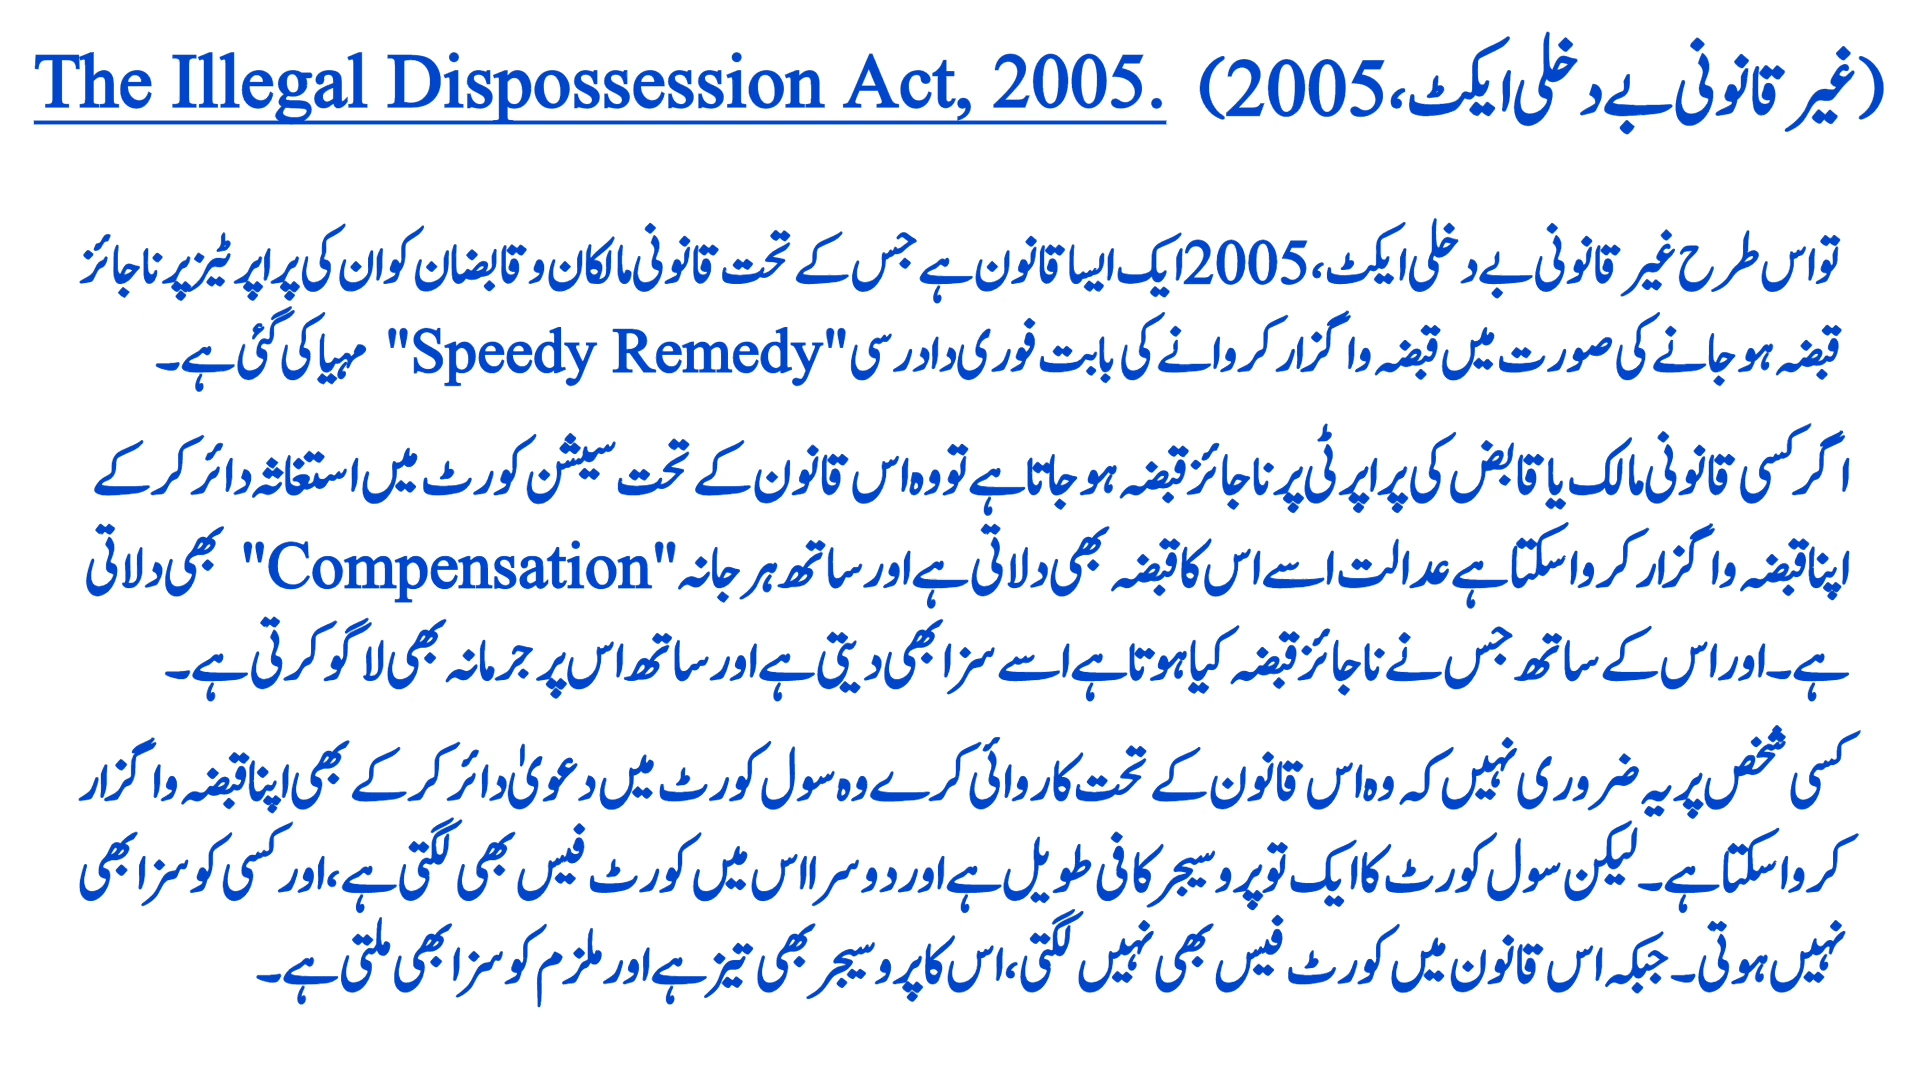 The Illegal Dispossession Act, 2005. (غیر قانونی بے دخلی ایکٹ، 2005)
تو اس طرح غیر قانونی بے دخلی ایکٹ، 2005 ایک ایسا قانون ہے جس کے تحت قانونی مالکان و قابضان کو ان کی پراپرٹیز پر ناجائز
قبضہ ہو جانے کی صورت میں قبضہ واگزار کروانے کی بابت فوری دادرسی "Speedy Remedy" مہیا کی گئی ہے۔
اگر کسی قانونی مالک یا قابض کی پراپرٹی پر ناجائز قبضہ ہو جاتا ہے تو وہ اس قانون کے تحت سیشن کورٹ میں استغاثہ دائر کر کے
اپنا قبضہ واگزار کروا سکتا ہے عدالت اسے اس کا قبضہ بھی دلاتی ہے اور ساتھ ہرجانہ "Compensation" بھی دلاتی
ہے۔ اور اس کے ساتھ جس نے ناجائز قبضہ کیا ہوتا ہے اسے سزا بھی دیتی ہے اور ساتھ اس پر جرمانہ بھی لاگو کرتی ہے۔
کسی شخص پر یہ ضروری نہیں کہ وہ اس قانون کے تحت کاروائی کرے وہ سول کورٹ میں دعویٰ دائر کر کے بھی اپنا قبضہ واگزار
کروا سکتا ہے۔ لیکن سول کورٹ کا ایک تو پروسیجر کافی طویل ہے اور دوسرا اس میں کورٹ فیس بھی لگتی ہے، اور کسی کو سزا بھی
نہیں ہوتی۔ جبکہ اس قانون میں کورٹ فیس بھی نہیں لگتی، اس کا پروسیجر بھی تیز ہے اور ملزم کو سزا بھی ملتی ہے۔